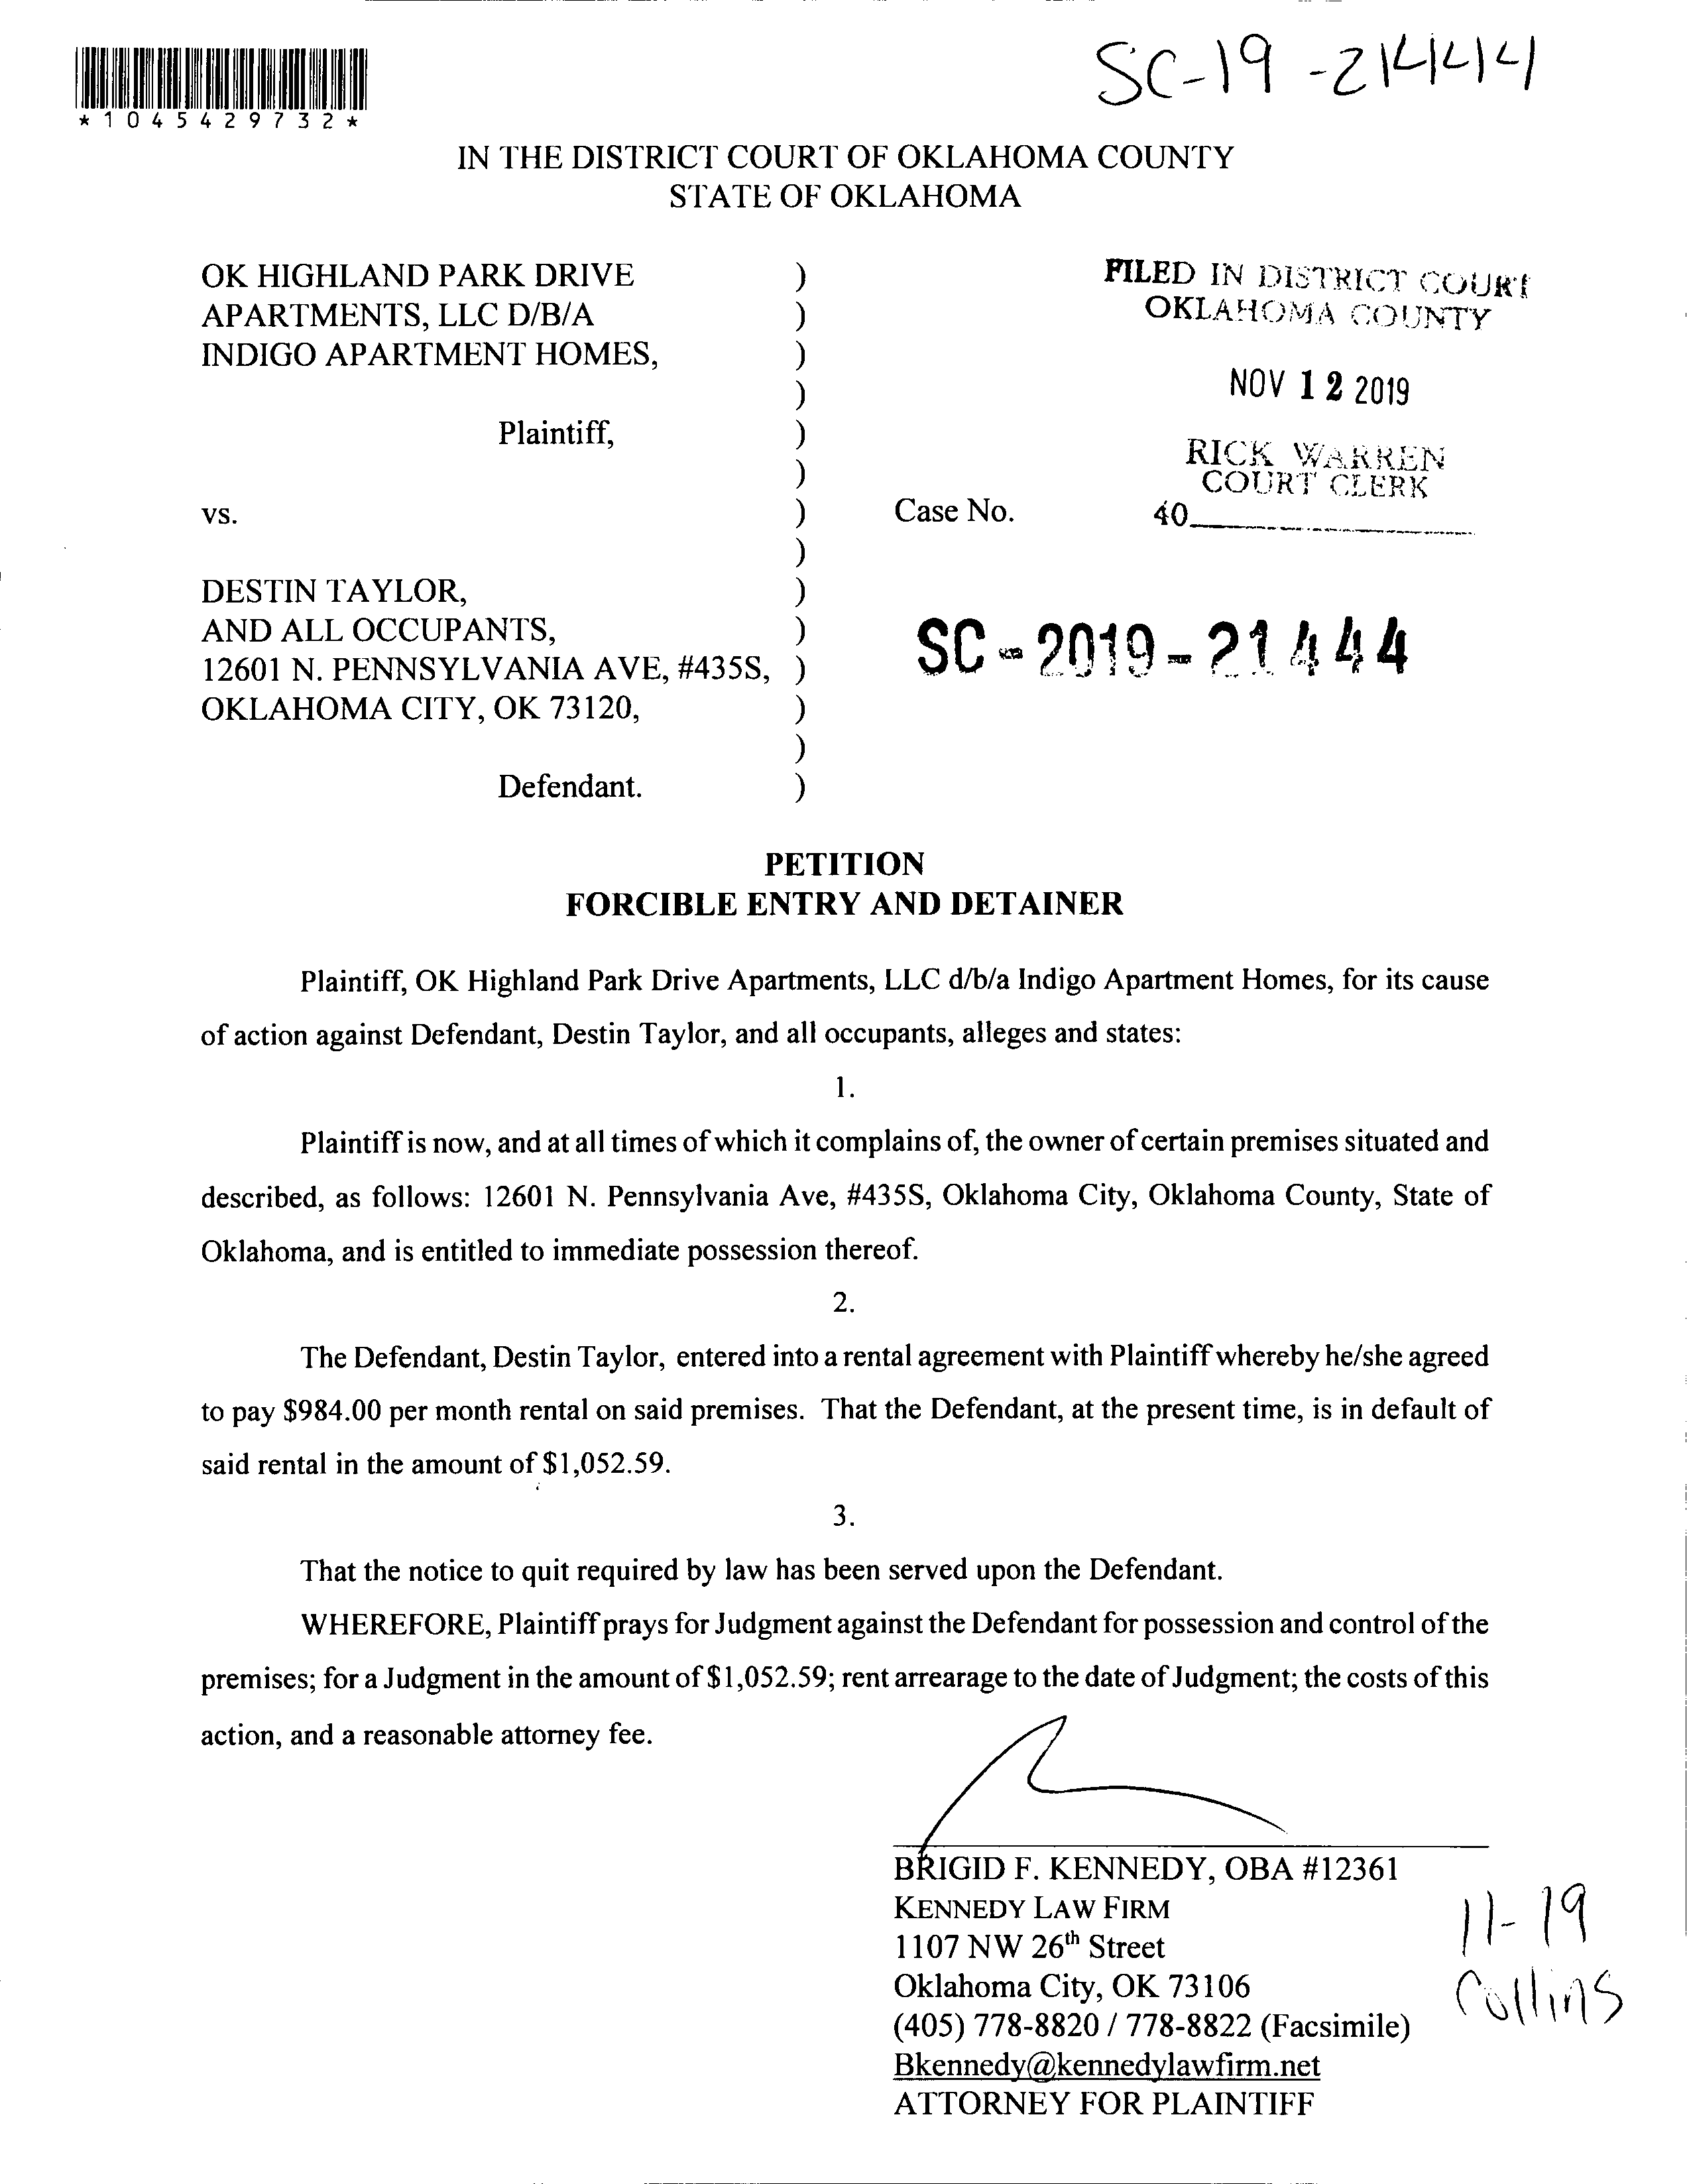 SC-19-21444
*1045429732*
IN THE DISTRICT COURT OF OKLAHOMA COUNTY
STATE OF OKLAHOMA
OK HIGHLAND PARK DRIVE )
APARTMENTS, LLC D/B/A )
INDIGO APARTMENT HOMES, )
)
Plaintiff, )
)
vs. )
)
DESTIN TAYLOR, )
AND ALL OCCUPANTS, )
12601 N. PENNSYLVANIA AVE, #435S, )
OKLAHOMA CITY, OK 73120, )
)
Defendant. )
FILED IN DISTRICT COURT
OKLAHOMA COUNTY
NOV 12 2019
RICK WARREN
COURT CLERK
Case No. 40
SC-2019-21444
PETITION
FORCIBLE ENTRY AND DETAINER
Plaintiff, OK Highland Park Drive Apartments, LLC d/b/a Indigo Apartment Homes, for its cause
of action against Defendant, Destin Taylor, and all occupants, alleges and states:
1.
Plaintiff is now, and at all times of which it complains of, the owner of certain premises situated and
described, as follows: 12601 N. Pennsylvania Ave, #435S, Oklahoma City, Oklahoma County, State of
Oklahoma, and is entitled to immediate possession thereof.
2.
The Defendant, Destin Taylor, entered into a rental agreement with Plaintiff whereby he/she agreed
to pay $984.00 per month rental on said premises. That the Defendant, at the present time, is in default of
said rental in the amount of $1,052.59.
3.
That the notice to quit required by law has been served upon the Defendant.
WHEREFORE, Plaintiff prays for Judgment against the Defendant for possession and control of the
premises; for a Judgment in the amount of $1,052.59; rent arrearage to the date of Judgment; the costs of this
action, and a reasonable attorney fee.
BRIGID F. KENNEDY, OBA #12361
KENNEDY LAW FIRM
1107 NW 26th Street
Oklahoma City, OK 73106
(405) 778-8820 / 778-8822 (Facsimile)
Bkennedy@kennedylawfirm.net
ATTORNEY FOR PLAINTIFF
11-19
Collins